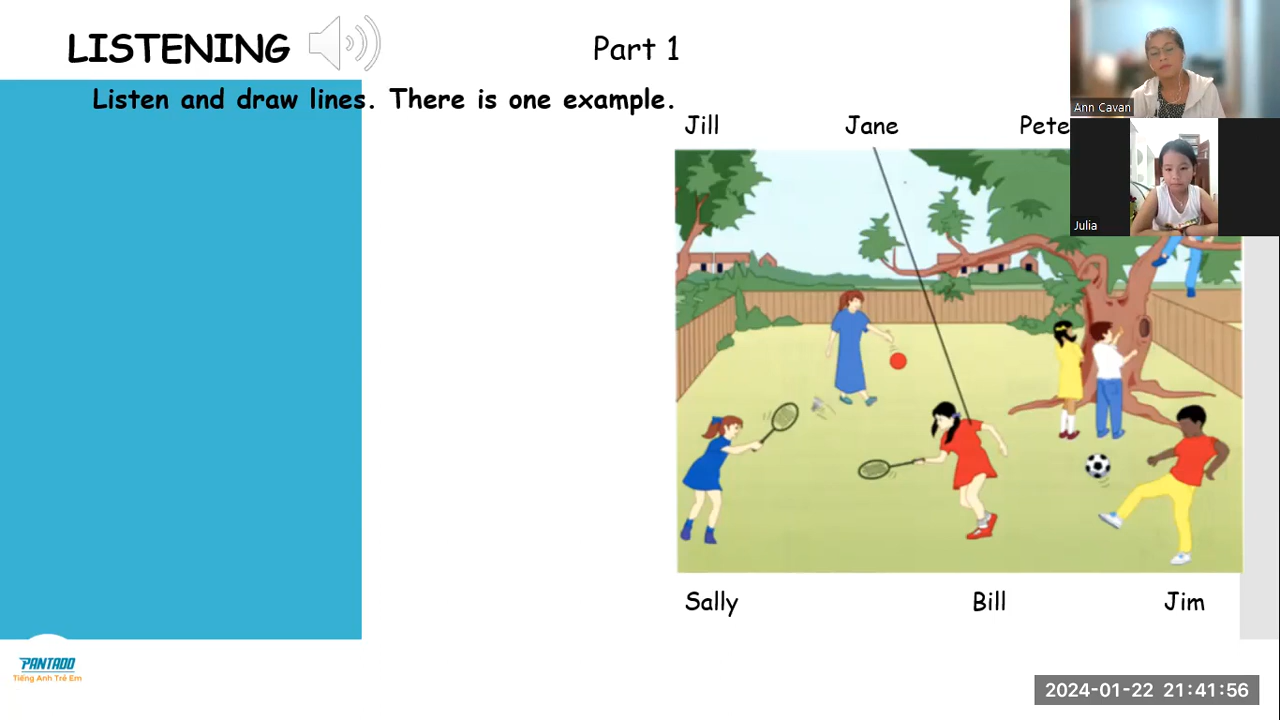 LISTENING
Part 1
Listen and draw lines. There is one example.
Jill Jane Pete
Ann Cavan
Julia
Sally Bill Jim
PANTADO
Tiếng Anh Trẻ Em
2024-01-22 21:41:56